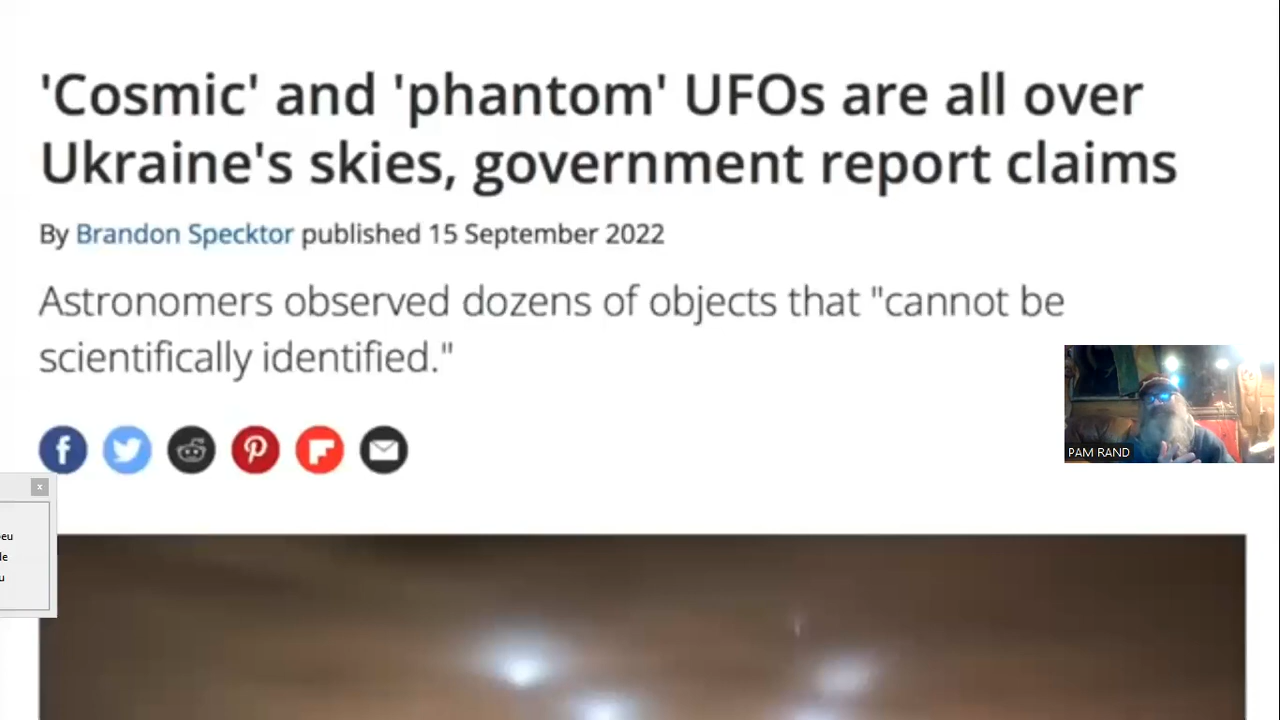 'Cosmic' and 'phantom' UFOs are all over
Ukraine's skies, government report claims
By Brandon Specktor published 15 September 2022
Astronomers observed dozens of objects that "cannot be
scientifically identified."
PAM RAND
x